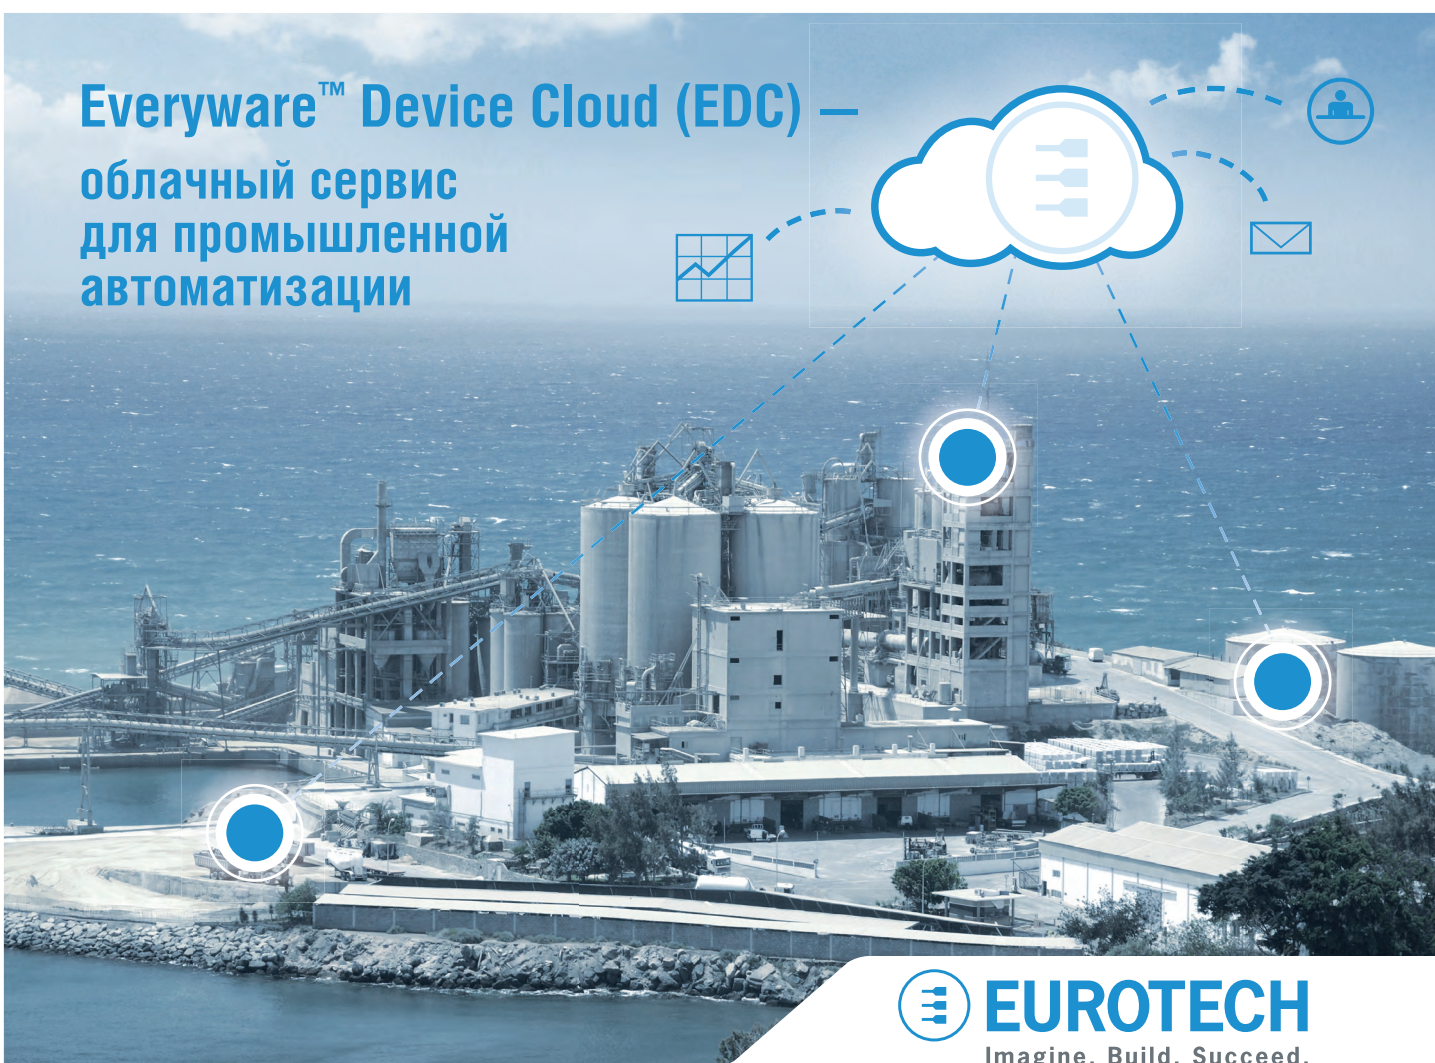 Everyware™ Device Cloud (EDC) —
облачный сервис
для промышленной
автоматизации
EUROTECH
Imagine. Build. Succeed.